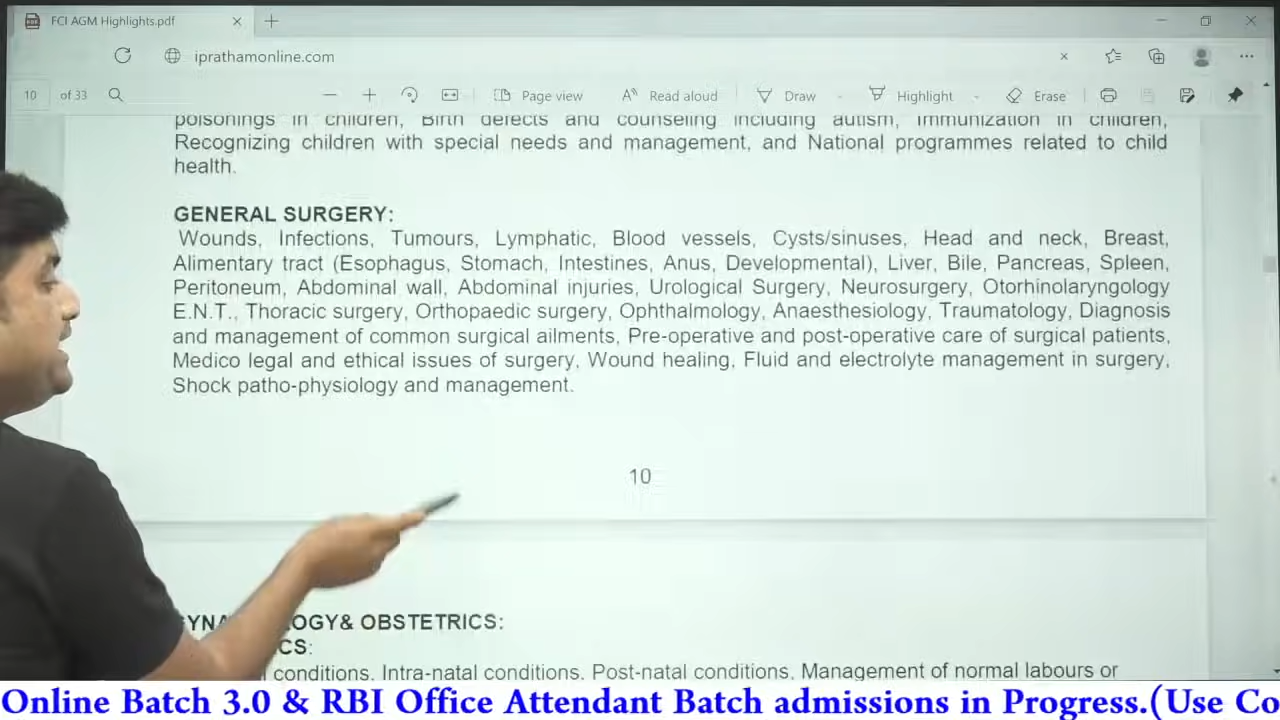 FCI AGM Highlights.pdf
iprathamonline.com
10 of 33 Page view Read aloud Draw Highlight Erase
poisonings in children, Birth defects and counseling including autism, Immunization in children,
Recognizing children with special needs and management, and National programmes related to child
health.
GENERAL SURGERY:
Wounds, Infections, Tumours, Lymphatic, Blood vessels, Cysts/sinuses, Head and neck, Breast,
Alimentary tract (Esophagus, Stomach, Intestines, Anus, Developmental), Liver, Bile, Pancreas, Spleen,
Peritoneum, Abdominal wall, Abdominal injuries, Urological Surgery, Neurosurgery, Otorhinolaryngology
E.N.T., Thoracic surgery, Orthopaedic surgery, Ophthalmology, Anaesthesiology, Traumatology, Diagnosis
and management of common surgical ailments, Pre-operative and post-operative care of surgical patients,
Medico legal and ethical issues of surgery, Wound healing, Fluid and electrolyte management in surgery,
Shock patho-physiology and management.
10
OGY& OBSTETRICS:
CS:
conditions, Intra-natal conditions, Post-natal conditions, Management of normal labours or
Online Batch 3.0 & RBI Office Attendant Batch admissions in Progress.(Use Co